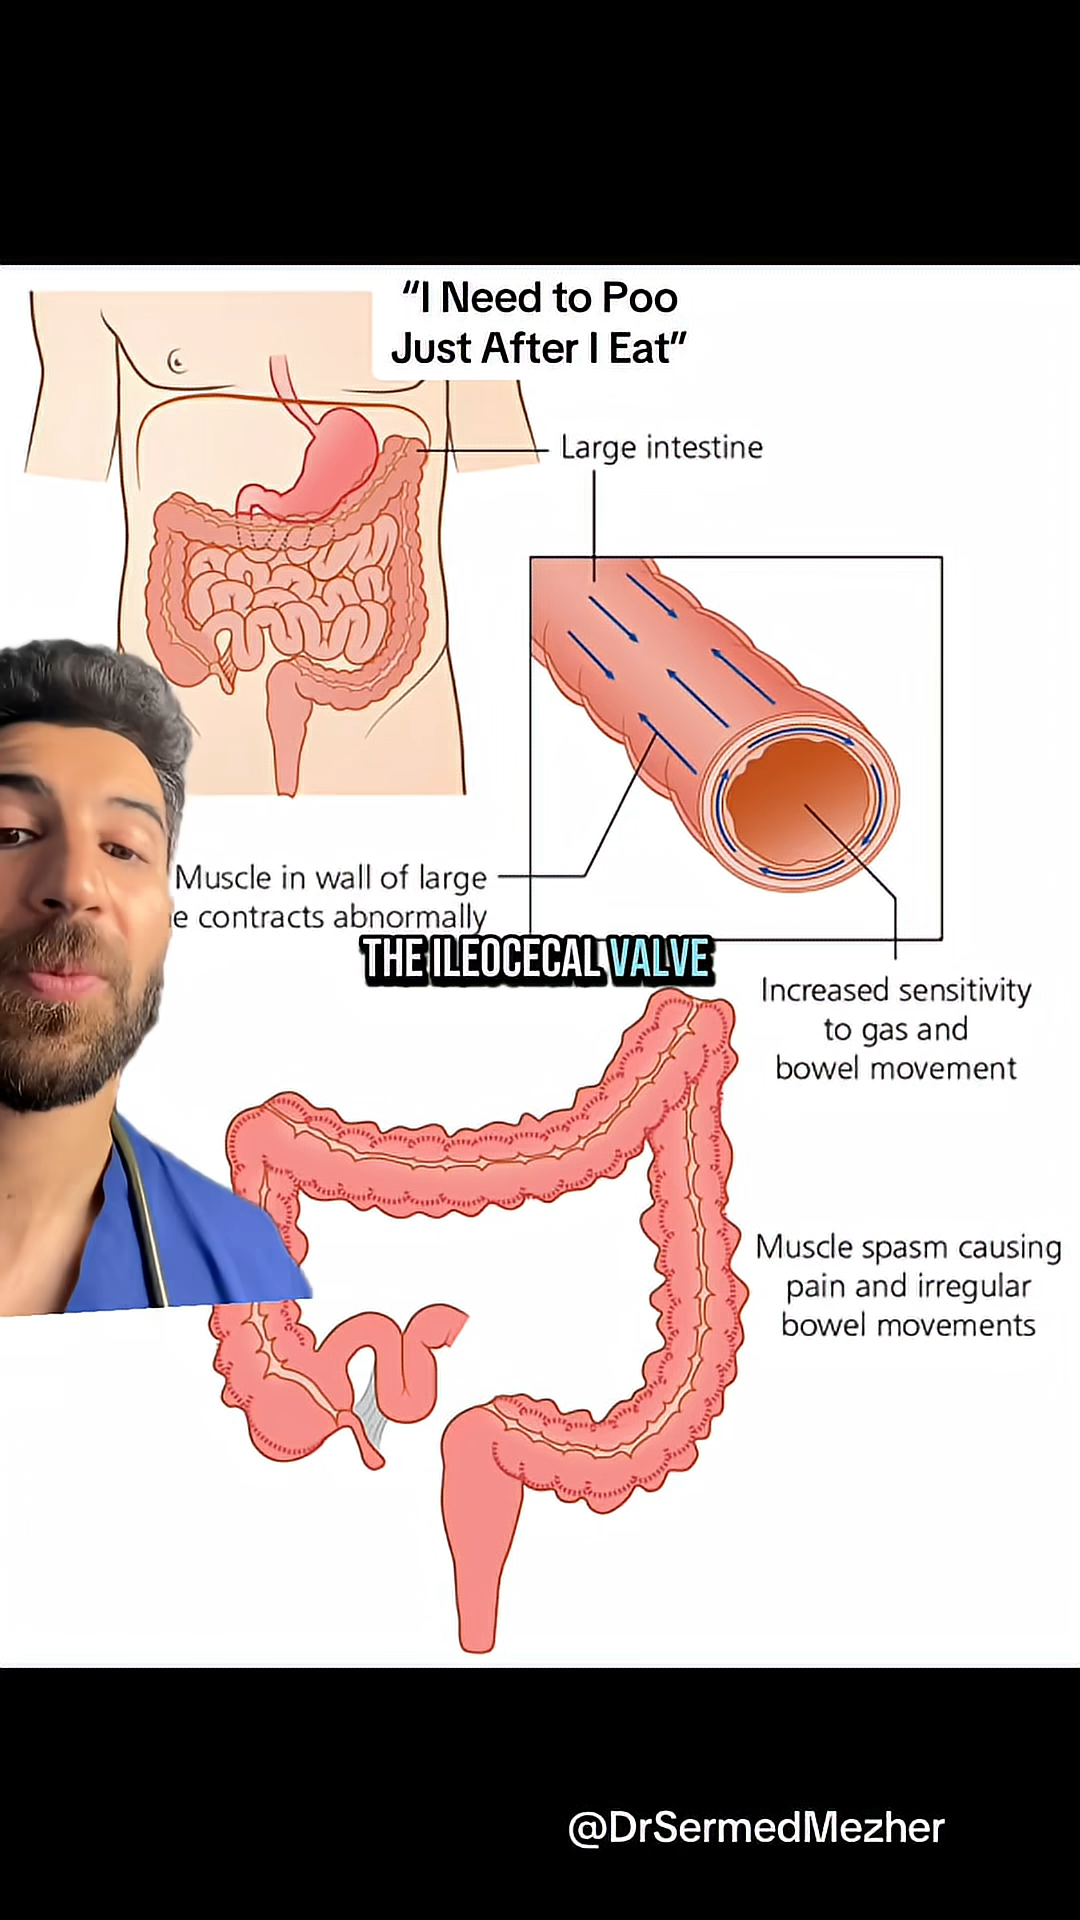 “I Need to Poo
Just After I Eat”
Large intestine
Muscle in wall of large
contracts abnormally
THE ILEOCECAL VALVE
Increased sensitivity
to gas and
bowel movement
Muscle spasm causing
pain and irregular
bowel movements
@DrSermedMezher